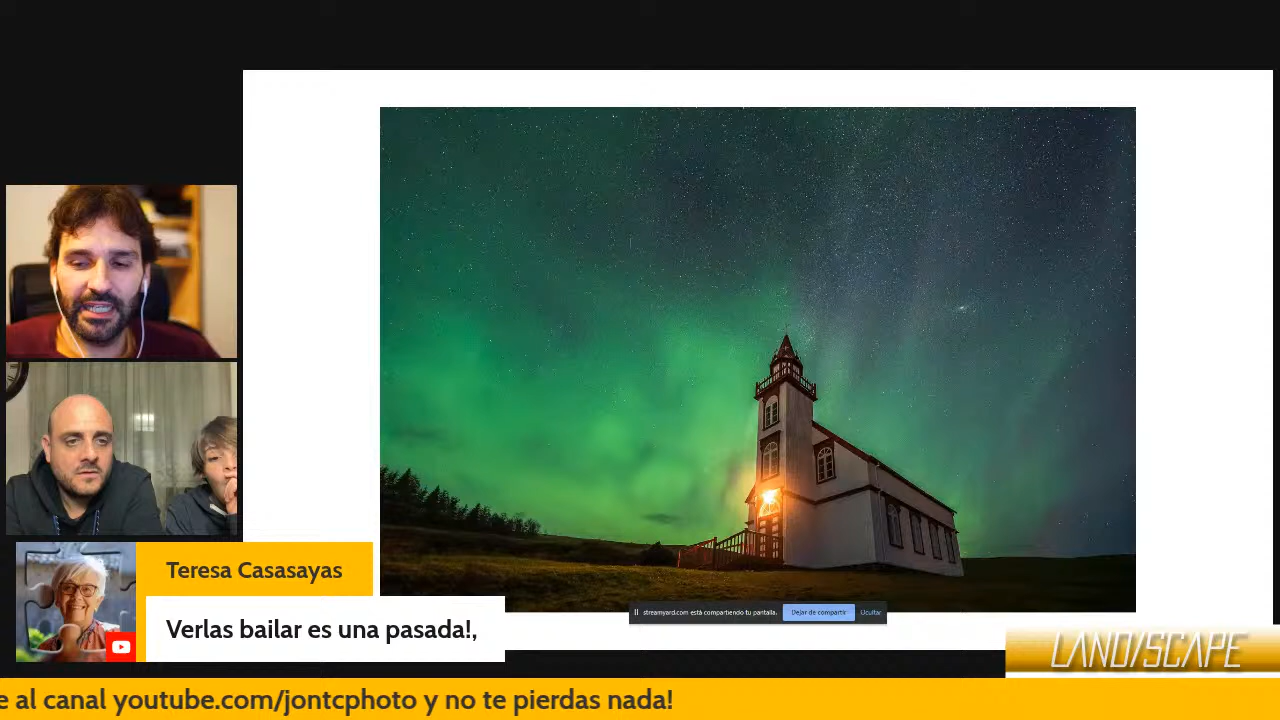 Teresa Casasayas
Verlas bailar es una pasada!,
streamyard.com está compartiendo tu pantalla. Dejar de compartir Ocultar
LAND/SCAPE
e al canal youtube.com/jontcphoto y no te pierdas nada!